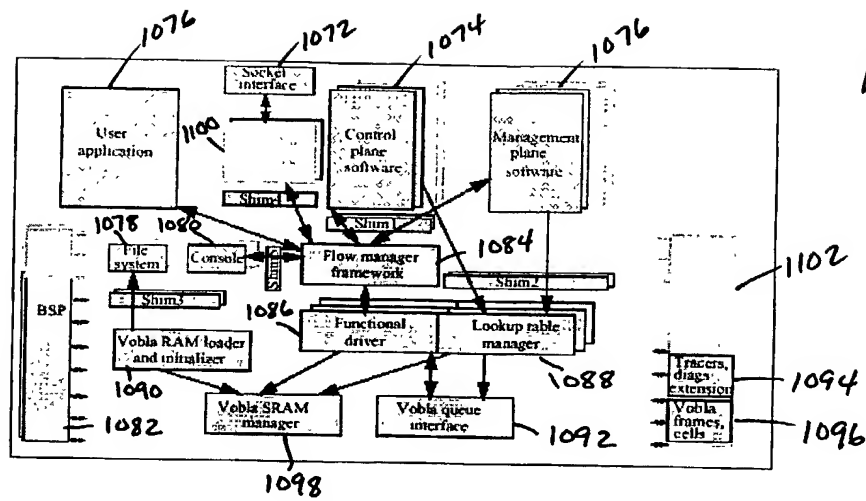 1076
1072
1074
1076
Socket interface
1100
User application
Control plane software
Management plane software
Shim1
1078
1080
File system
Console
Flow manager framework
1084
1102
Shim2
BSP
Shim3
1086
Functional driver
Lookup table manager
Vobla RAM loader and initializer
1090
1088
Tracers, diags extension
1094
1082
Vobla SRAM manager
Vobla queue interface
1092
Vobla frames, cells
1096
1098